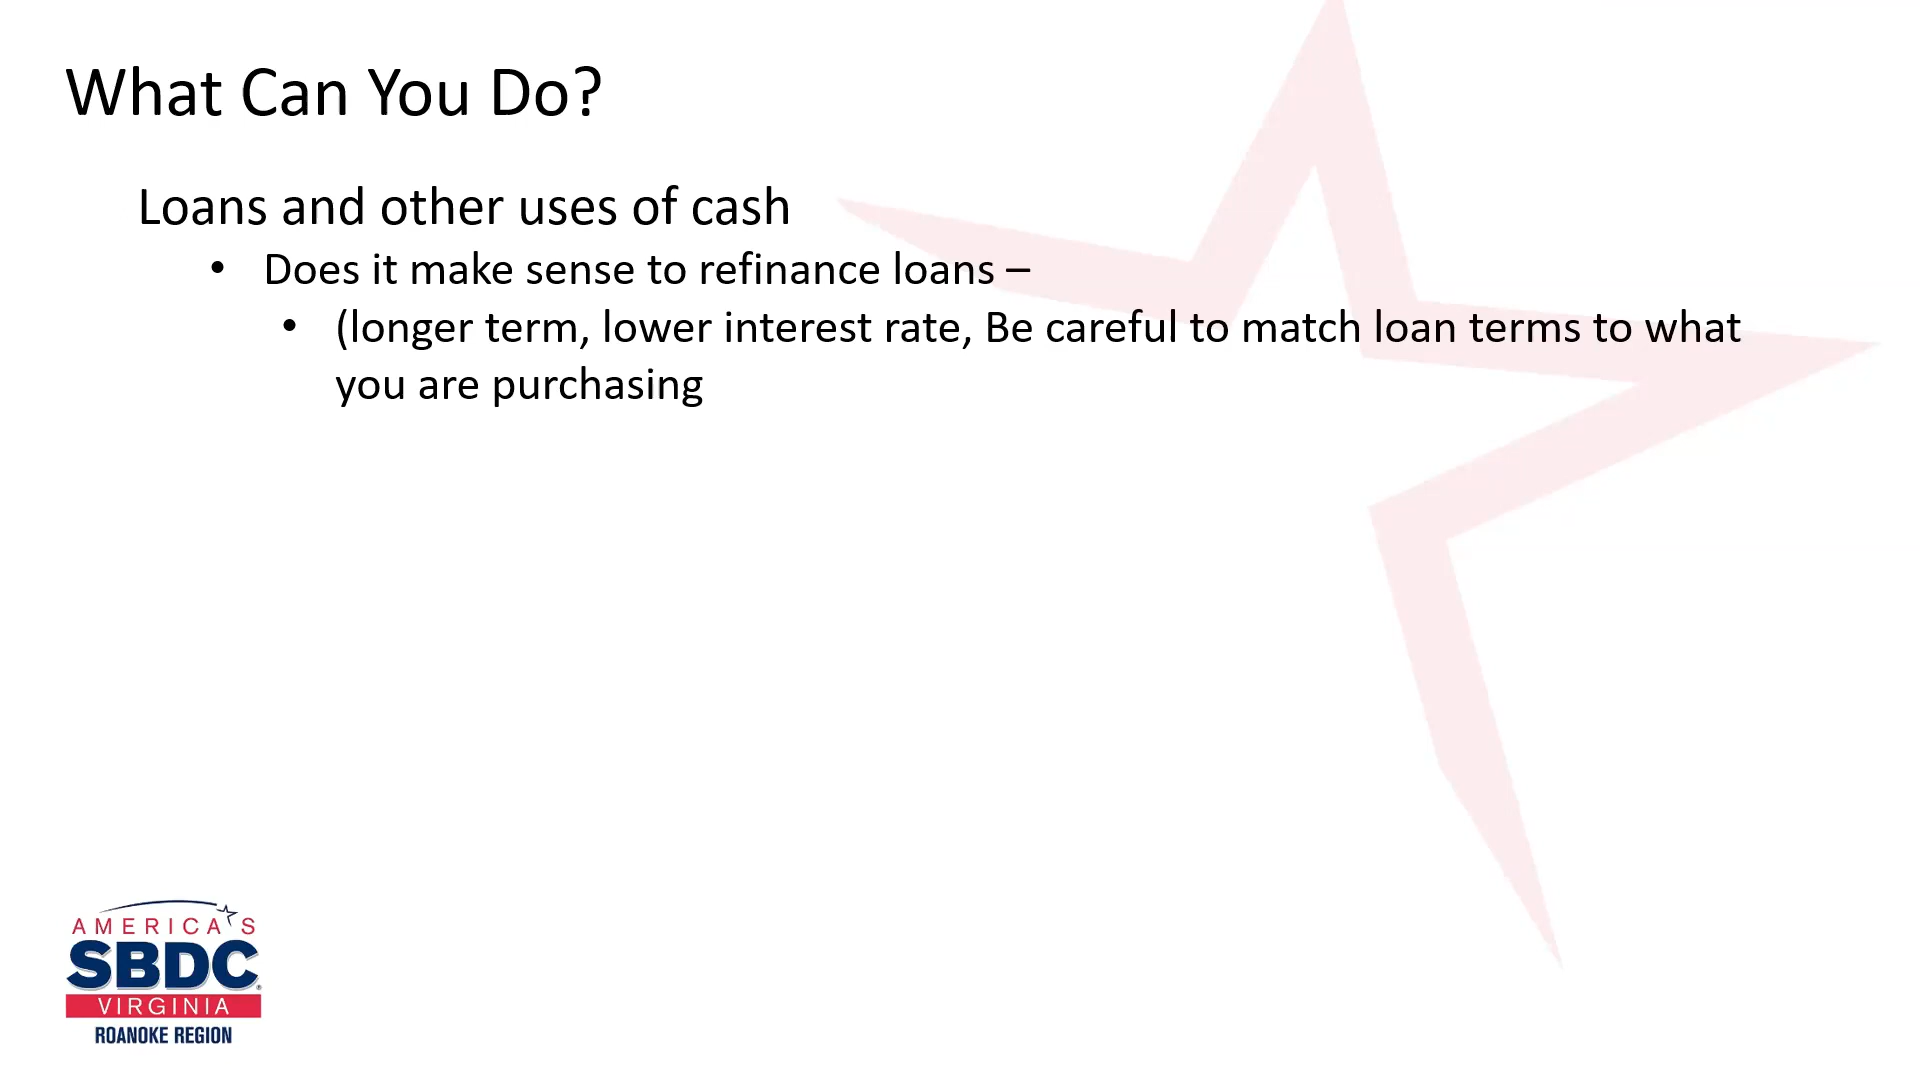 What Can You Do?
Loans and other uses of cash
• Does it make sense to refinance loans –
• (longer term, lower interest rate, Be careful to match loan terms to what
you are purchasing
AMERICA'S
SBDC®
VIRGINIA
ROANOKE REGION